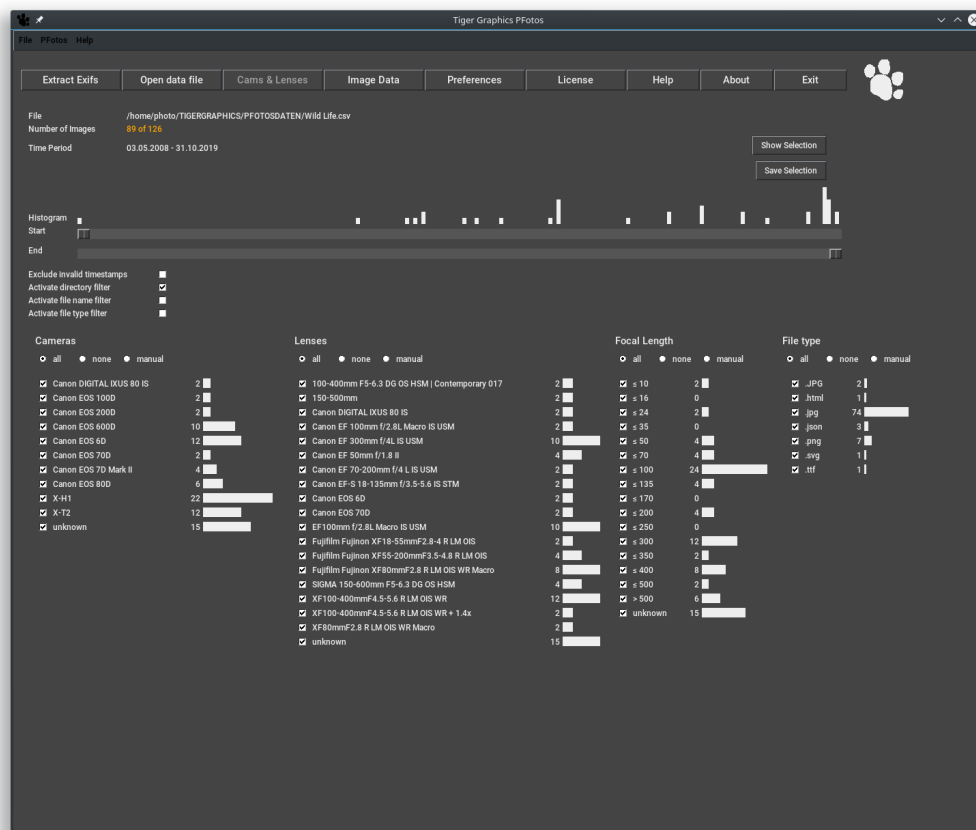 Tiger Graphics PFotos
File PFotos Help
Extract Exifs Open data file Cams & Lenses Image Data Preferences License Help About Exit
File /home/photo/TIGERGRAPHICS/PFOTOSDATEN/Wild Life.csv
Number of Images 89 of 126
Time Period 03.05.2008 - 31.10.2019
Show Selection
Save Selection
Histogram
Start
End
Exclude invalid timestamps
Activate directory filter
Activate file name filter
Activate file type filter
Cameras
all none manual
Canon DIGITAL IXUS 80 IS 2
Canon EOS 100D 2
Canon EOS 200D 2
Canon EOS 600D 10
Canon EOS 6D 12
Canon EOS 70D 2
Canon EOS 7D Mark II 4
Canon EOS 80D 6
X-H1 22
X-T2 12
unknown 15
Lenses
all none manual
100-400mm F5-6.3 DG OS HSM | Contemporary 017 2
150-500mm 2
Canon DIGITAL IXUS 80 IS 2
Canon EF 100mm f/2.8L Macro IS USM 2
Canon EF 300mm f/4L IS USM 10
Canon EF 50mm f/1.8 II 4
Canon EF 70-200mm f/4 L IS USM 2
Canon EF-S 18-135mm f/3.5-5.6 IS STM 2
Canon EOS 6D 2
Canon EOS 70D 2
EF100mm f/2.8L Macro IS USM 10
Fujifilm Fujinon XF18-55mmF2.8-4 R LM OIS 2
Fujifilm Fujinon XF55-200mmF3.5-4.8 R LM OIS 4
Fujifilm Fujinon XF80mmF2.8 R LM OIS WR Macro 8
SIGMA 150-600mm F5-6.3 DG OS HSM 4
XF100-400mmF4.5-5.6 R LM OIS WR 12
XF100-400mmF4.5-5.6 R LM OIS WR + 1.4x 2
XF80mmF2.8 R LM OIS WR Macro 2
unknown 15
Focal Length
all none manual
≤ 10 2
≤ 16 0
≤ 24 2
≤ 35 0
≤ 50 4
≤ 70 4
≤ 100 24
≤ 135 4
≤ 170 0
≤ 200 4
≤ 250 0
≤ 300 12
≤ 350 2
≤ 400 8
≤ 500 2
> 500 6
unknown 15
File type
all none manual
.JPG 2
.html 1
.jpg 74
.json 3
.png 7
.svg 1
.ttf 1